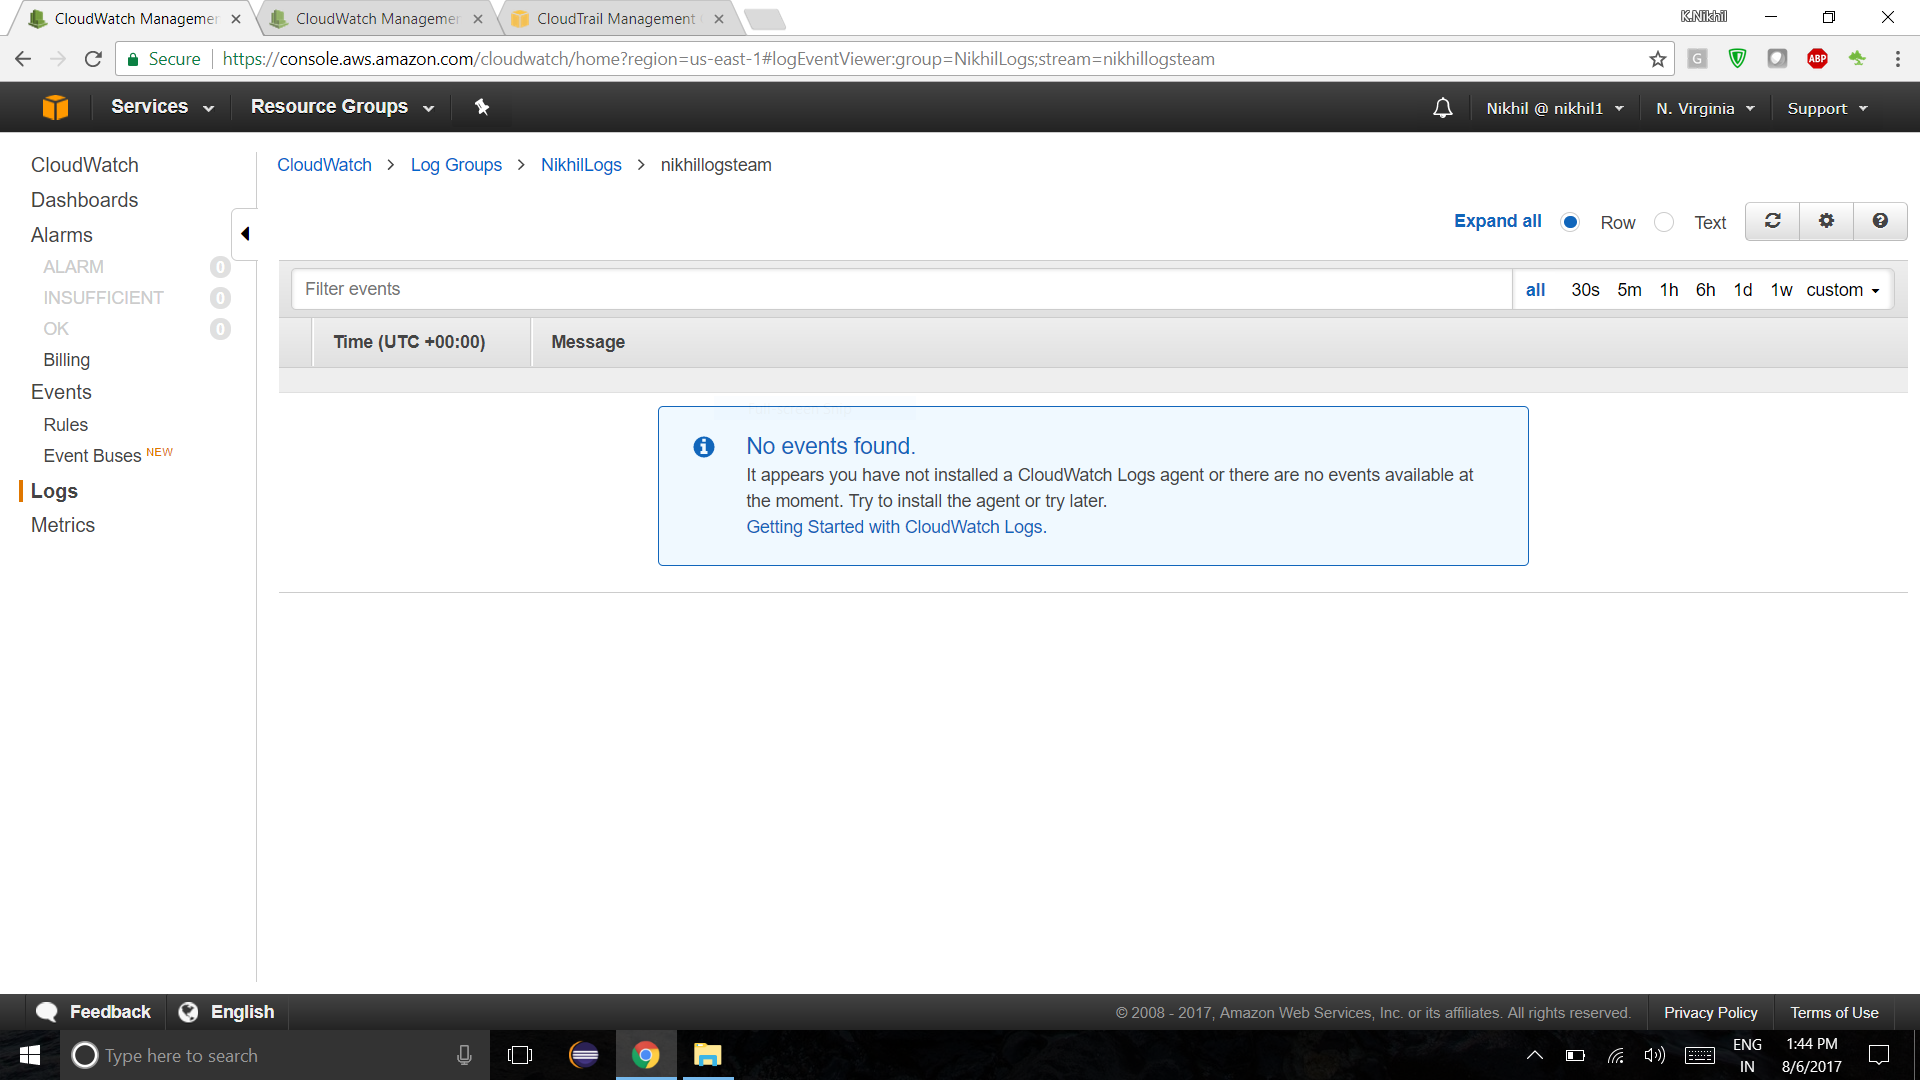 CloudWatch Managemen
CloudWatch Managemen
CloudTrail Management
K.Nikhil
Secure
https://console.aws.amazon.com/cloudwatch/home?region=us-east-1#logEventViewer:group=NikhilLogs;stream=nikhillogsteam
G
ABP
Services
Resource Groups
Nikhil @ nikhil1
N. Virginia
Support
CloudWatch
Dashboards
Alarms
ALARM 0
INSUFFICIENT 0
OK 0
Billing
Events
Rules
Event Buses NEW
Logs
Metrics
CloudWatch > Log Groups > NikhilLogs > nikhillogsteam
Expand all Row Text
Filter events
all 30s 5m 1h 6h 1d 1w custom
Time (UTC +00:00) Message
No events found.
It appears you have not installed a CloudWatch Logs agent or there are no events available at
the moment. Try to install the agent or try later.
Getting Started with CloudWatch Logs.
Feedback
English
© 2008 - 2017, Amazon Web Services, Inc. or its affiliates. All rights reserved.
Privacy Policy
Terms of Use
Type here to search
ENG
IN
1:44 PM
8/6/2017